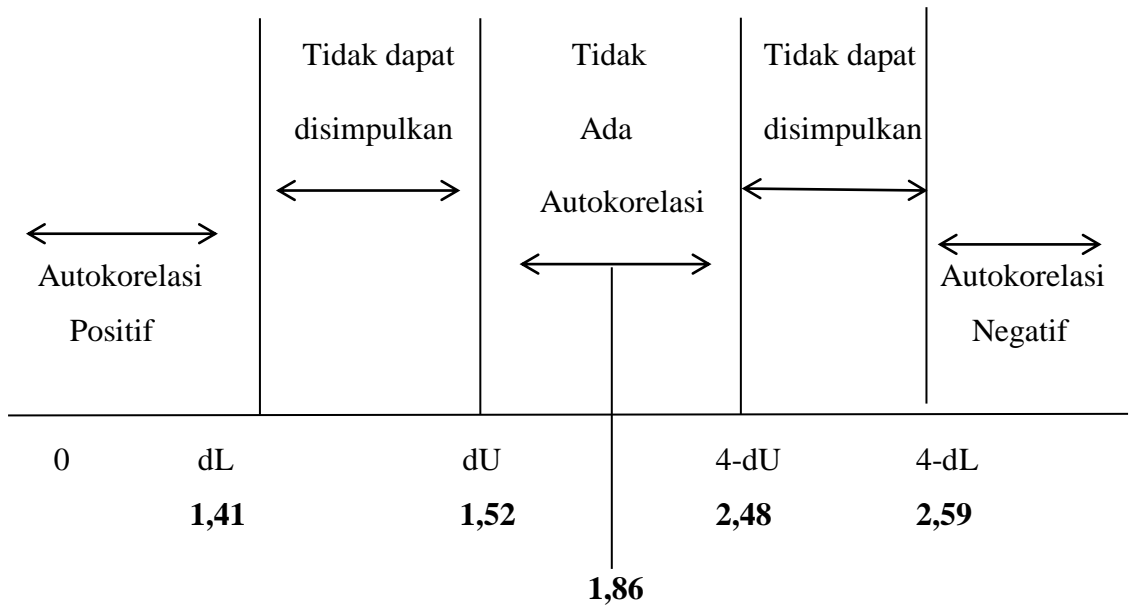 Tidak dapat
disimpulkan
Tidak
Ada
Autokorelasi
Tidak dapat
disimpulkan
Autokorelasi
Positif
Autokorelasi
Negatif
0 dL dU 4-dU 4-dL
1,41 1,52 2,48 2,59
1,86